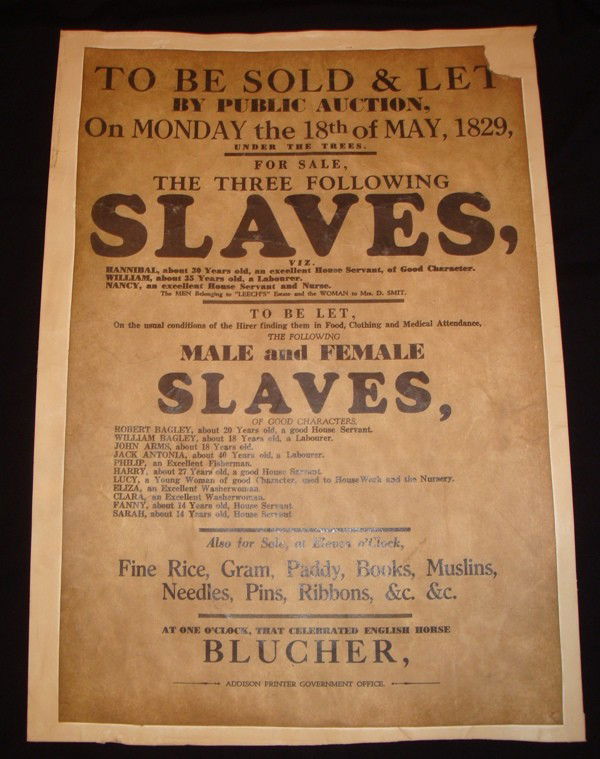 TO BE SOLD & LET
BY PUBLIC AUCTION,
On MONDAY the 18th of MAY, 1829,
UNDER THE TREES.
FOR SALE,
THE THREE FOLLOWING
SLAVES,
VIZ.
HANNIBAL, about 30 Years old, an excellent House Servant, of Good Character.
WILLIAM, about 35 Years old, a Labourer.
NANCY, an excellent House Servant and Nurse.
The MEN Belonging to "LEECH'S" Estate and the WOMAN to Mrs. D. SMIT.
TO BE LET,
On the usual conditions of the Hirer finding them in Food, Clothing and Medical Attendance,
THE FOLLOWING
MALE and FEMALE
SLAVES,
OF GOOD CHARACTERS,
ROBERT BAGLEY, about 20 Years old, a good House Servant.
WILLIAM BAGLEY, about 18 Years old, a Labourer.
JOHN ARMS, about 18 Years old.
JACK ANTONIA, about 40 Years old, a Labourer.
PHILIP, an Excellent Fisherman.
HARRY, about 27 Years old, a good House Servant.
LUCY, a Young Woman of good Character, used to House Work and the Nursery.
ELIZA, an Excellent Washerwoman.
CLARA, an Excellent Washerwoman.
FANNY, about 14 Years old, House Servant.
SARAH, about 14 Years old, House Servant.
Also for Sale, at Eleven o'Clock,
Fine Rice, Gram, Paddy, Books, Muslins,
Needles, Pins, Ribbons, &c. &c.
AT ONE O'CLOCK, THAT CELEBRATED ENGLISH HORSE
BLUCHER,
ADDISON PRINTER GOVERNMENT OFFICE.